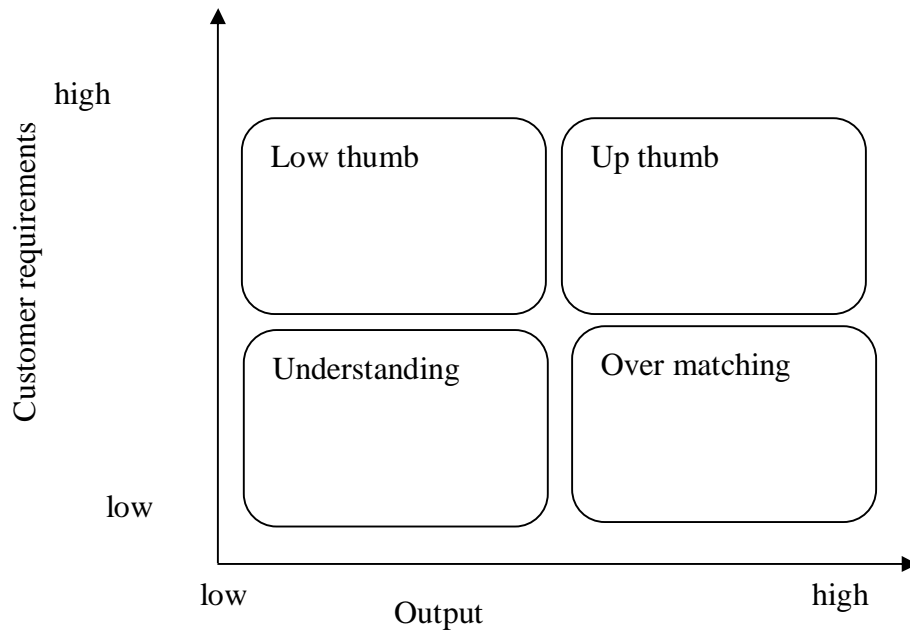 high
Customer requirements
Low thumb
Up thumb
Understanding
Over matching
low
low
high
Output